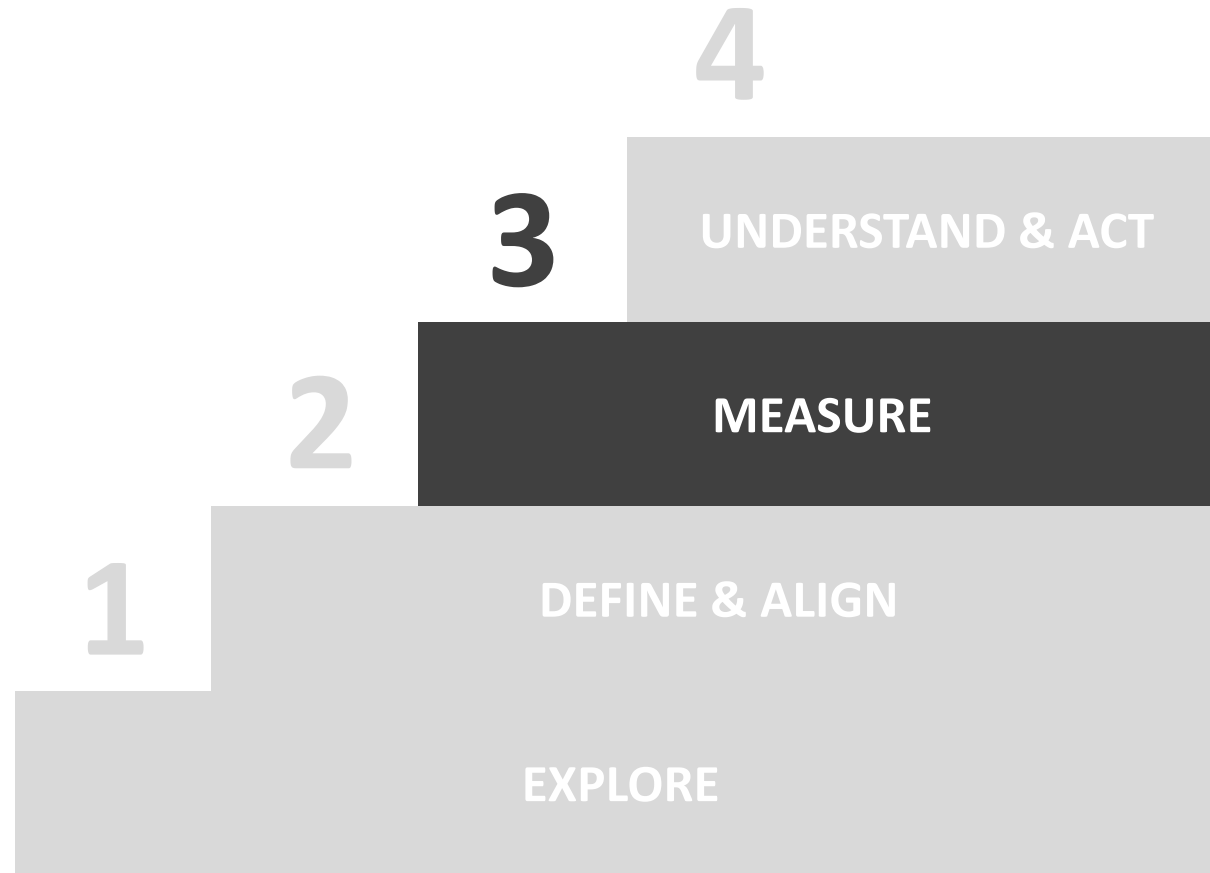 4
3
UNDERSTAND & ACT
2
MEASURE
1
DEFINE & ALIGN
EXPLORE